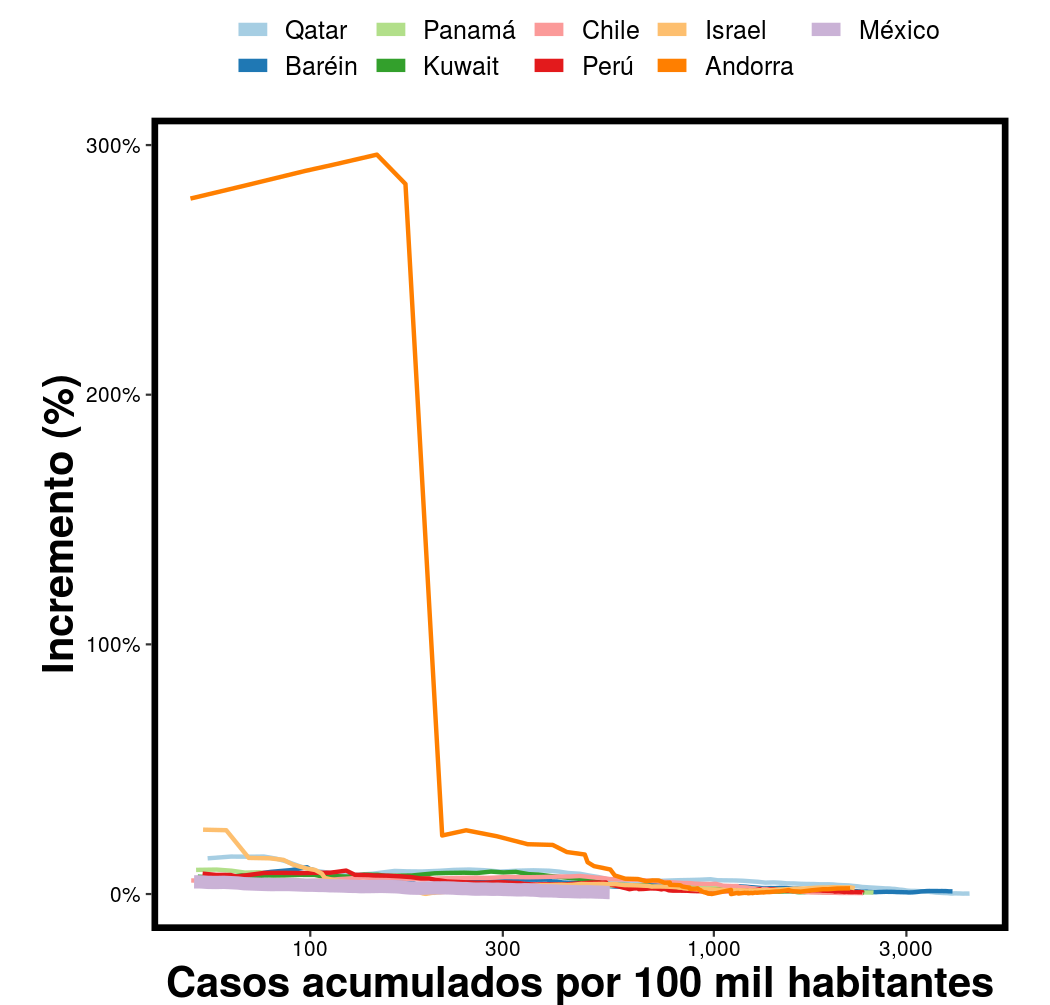 Qatar Panamá Chile Israel México
Baréin Kuwait Perú Andorra
300%
200%
100%
0%
Incremento (%)
100 300 1,000 3,000
Casos acumulados por 100 mil habitantes